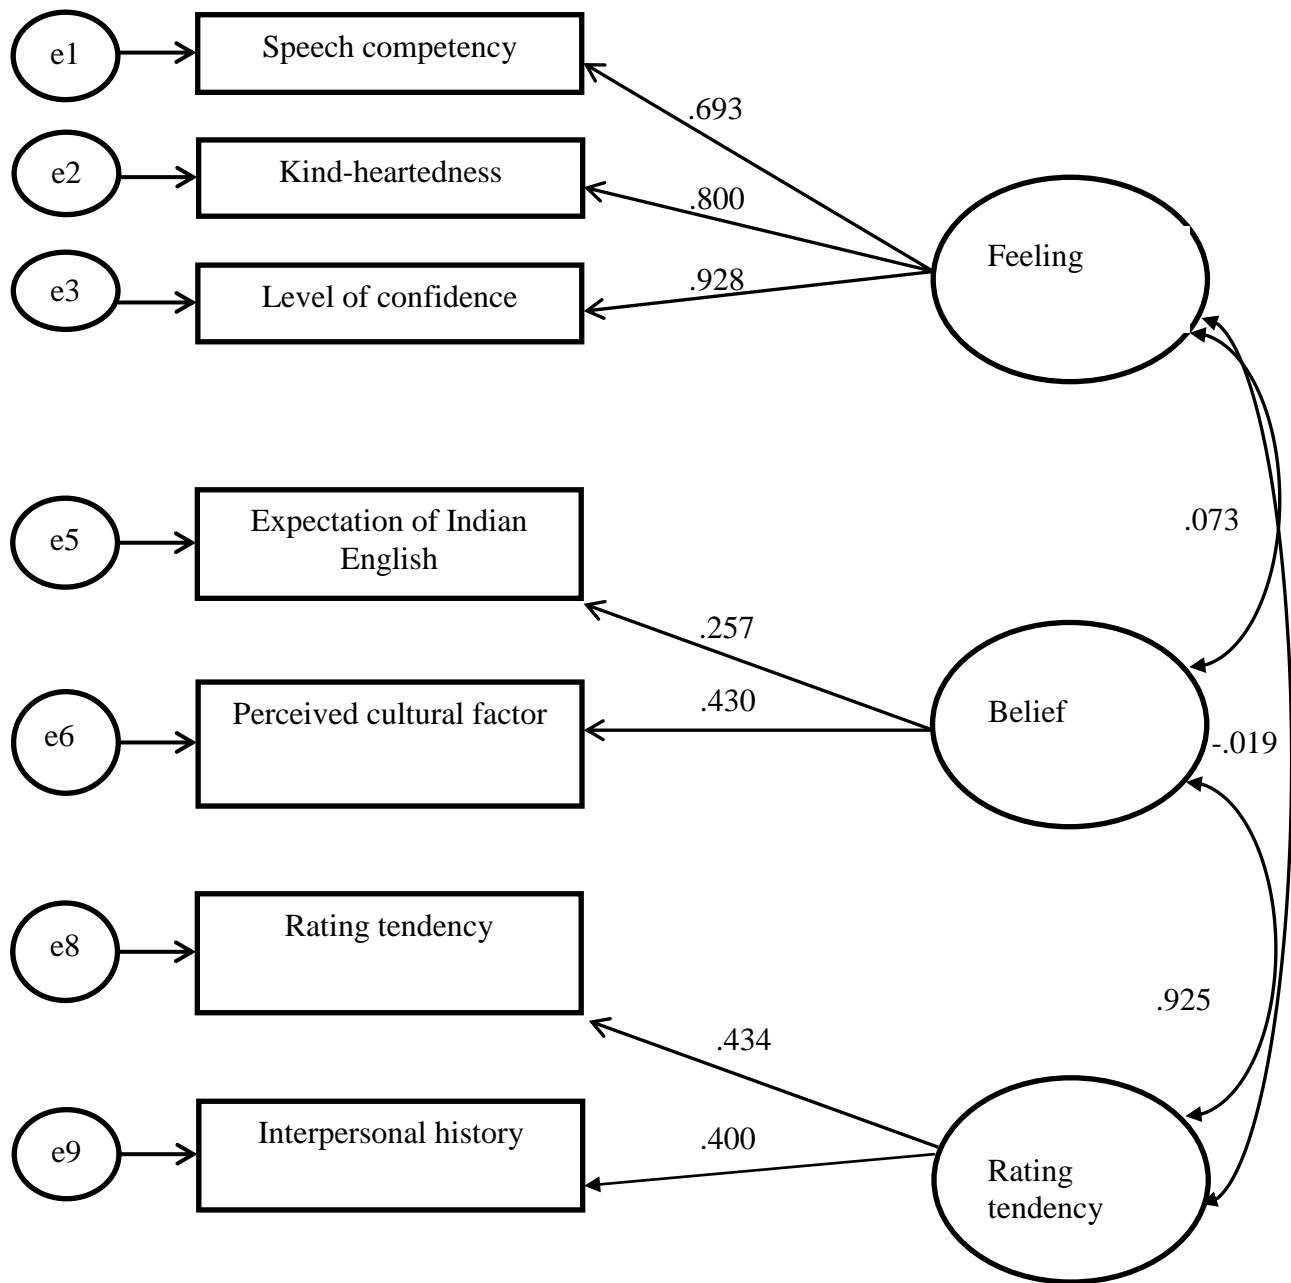 e1
Speech competency
.693
e2
Kind-heartedness
.800
Feeling
e3
Level of confidence
.928
e5
Expectation of Indian
English
.073
.257
e6
Perceived cultural factor
.430
Belief
-.019
e8
Rating tendency
.925
.434
e9
Interpersonal history
.400
Rating
tendency